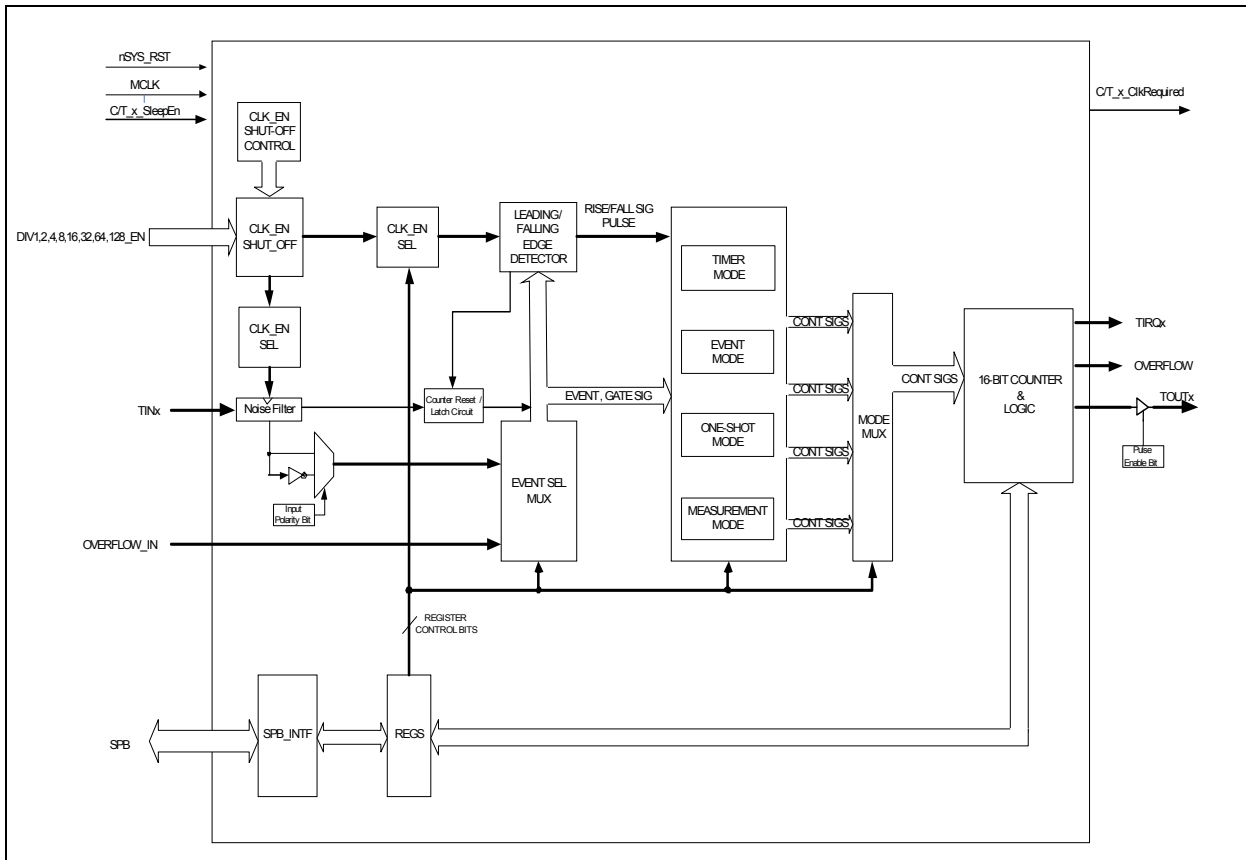 nSYS_RST
MCLK
C/T_x_SleepEn
C/T_x_ClkRequired
CLK_EN
SHUT-OFF
CONTROL
DIV1,2,4,8,16,32,64,128_EN
CLK_EN
SHUT_OFF
CLK_EN
SEL
LEADING/
FALLING
EDGE
DETECTOR
RISE/FALL SIG
PULSE
TIMER
MODE
CLK_EN
SEL
CONT SIGS
EVENT
MODE
16-BIT COUNTER
&
LOGIC
TIRQx
OVERFLOW
TOUTx
Pulse
Enable Bit
TINx
Noise Filter
Counter Reset /
Latch Circuit
EVENT, GATE SIG
CONT SIGS
CONT SIGS
MODE
MUX
ONE-SHOT
MODE
CONT SIGS
EVENT SEL
MUX
Input
Polarity Bit
MEASUREMENT
MODE
CONT SIGS
OVERFLOW_IN
REGISTER
CONTROL BITS
SPB
SPB_INTF
REGS